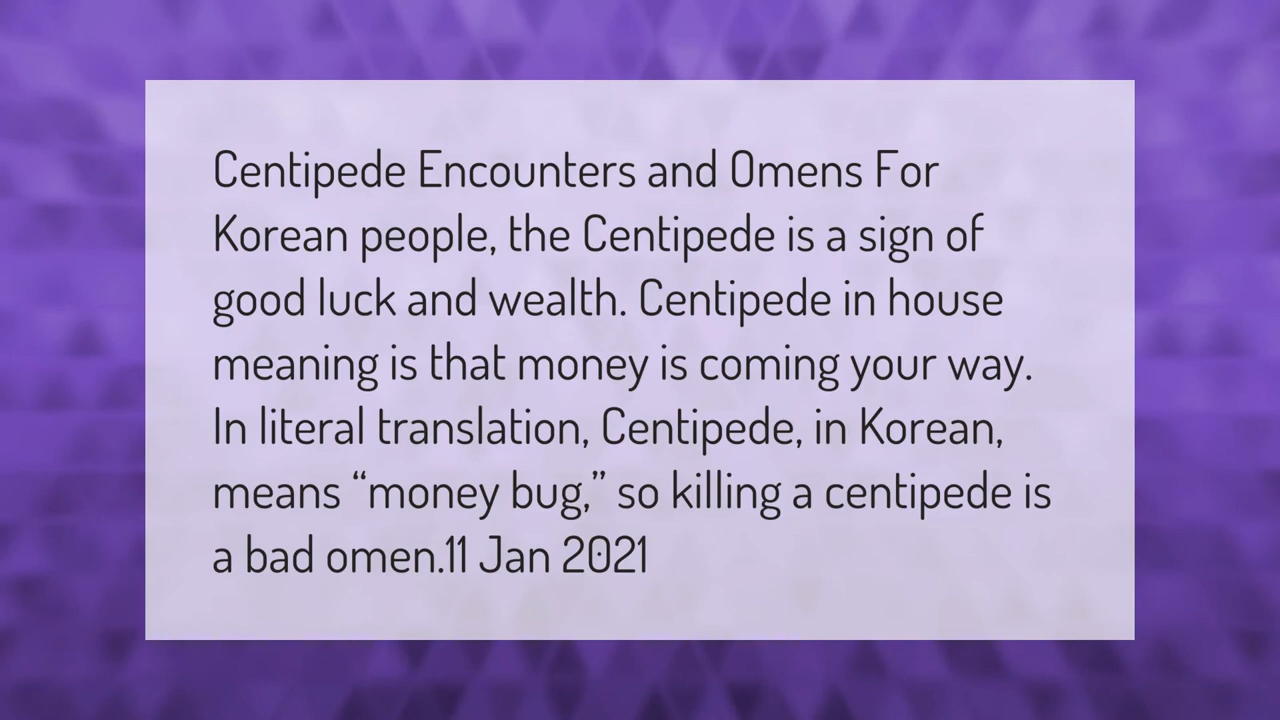 Centipede Encounters and Omens For
Korean people, the Centipede is a sign of
good luck and wealth. Centipede in house
meaning is that money is coming your way.
In literal translation, Centipede, in Korean,
means “money bug,” so killing a centipede is
a bad omen.11 Jan 2021